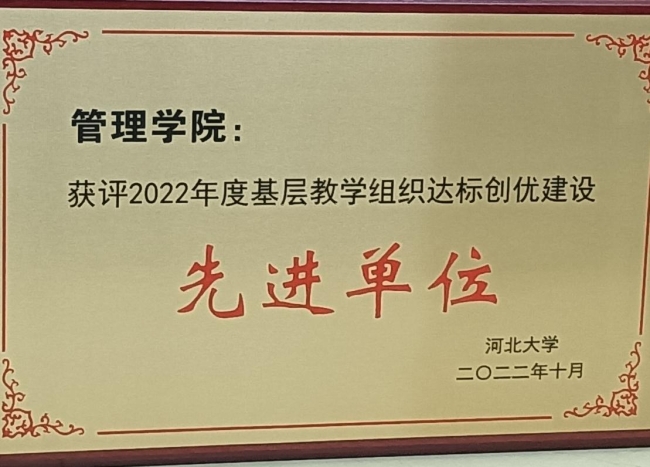 管理学院：
获评2022年度基层教学组织达标创优建设
先进单位
河北大学
二〇二二年十月